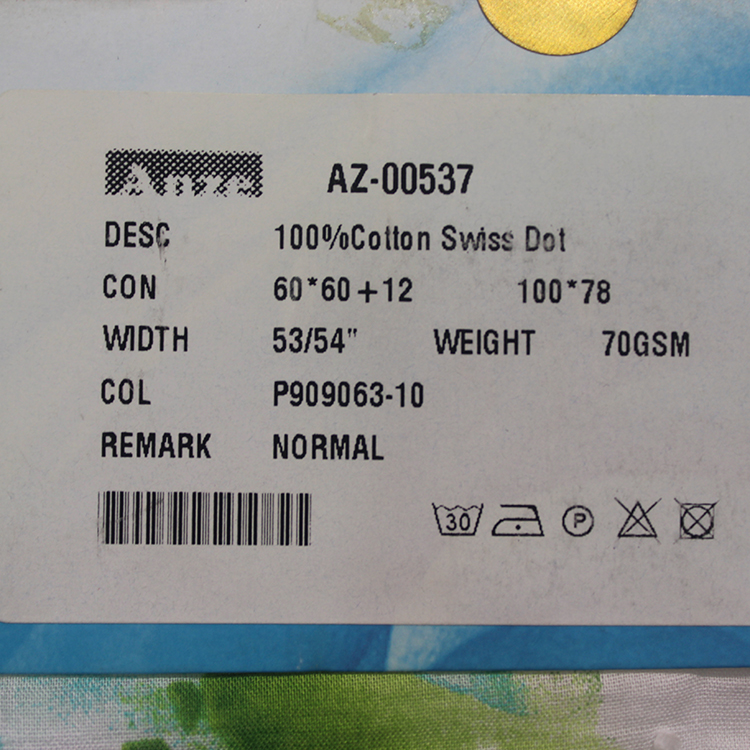 Anze AZ-00537
DESC 100%Cotton Swiss Dot
CON 60*60+12 100*78
WIDTH 53/54" WEIGHT 70GSM
COL P909063-10
REMARK NORMAL
30 P